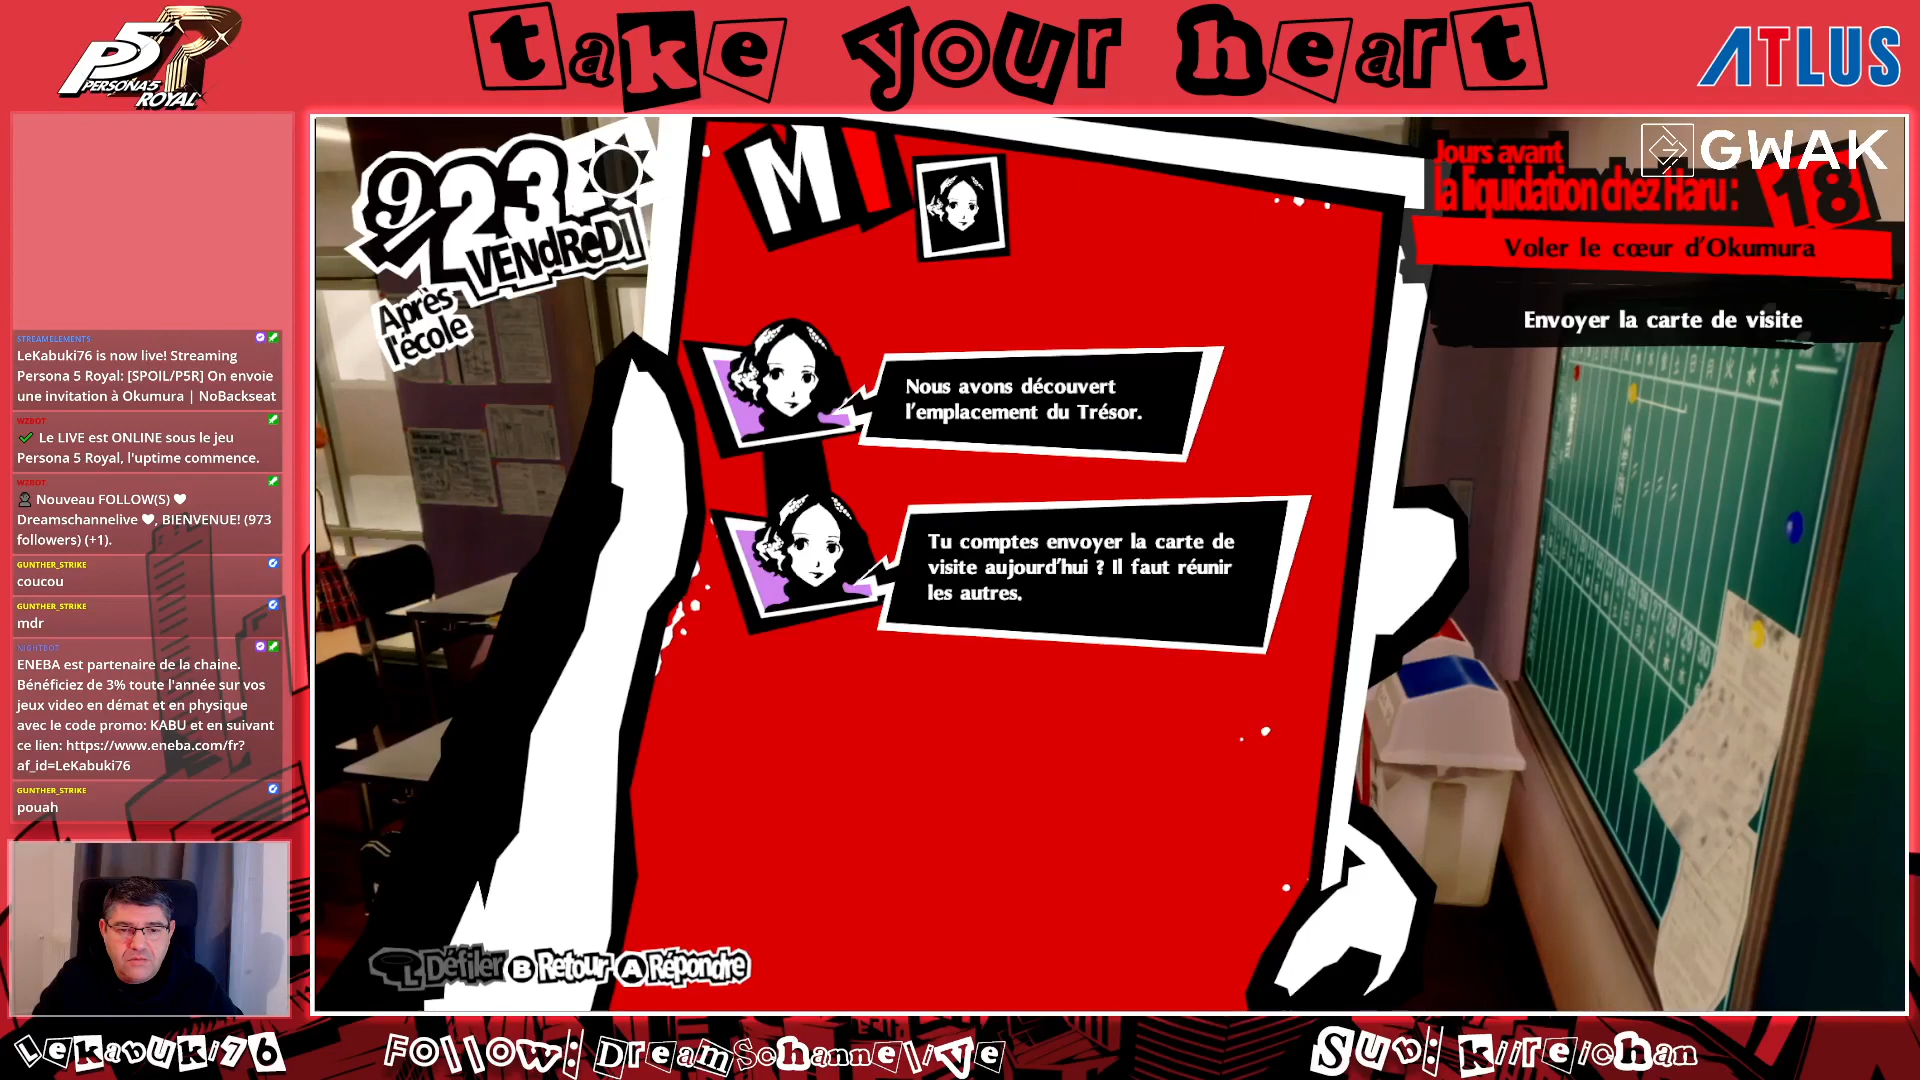 P5R
PERSONA5
ROYAL
take your heart
ATLUS
9/23
VENDREDI
Après
l'école
MI
Jours avant
la liquidation chez Haru :
18
GWAK
Voler le cœur d'Okumura
Envoyer la carte de visite
Nous avons découvert
l'emplacement du Trésor.
Tu comptes envoyer la carte de
visite aujourd'hui ? Il faut réunir
les autres.
L Défiler B Retour A Répondre
STREAMELEMENTS
LeKabuki76 is now live! Streaming
Persona 5 Royal: [SPOIL/P5R] On envoie
une invitation à Okumura | NoBackseat
WZBOT
Le LIVE est ONLINE sous le jeu
Persona 5 Royal, l'uptime commence.
WZBOT
Nouveau FOLLOW(S)
Dreamschannelive , BIENVENUE! (973
followers) (+1).
GUNTHER_STRIKE
coucou
GUNTHER_STRIKE
mdr
NIGHTBOT
ENEBA est partenaire de la chaine.
Bénéficiez de 3% toute l'année sur vos
jeux video en démat et en physique
avec le code promo: KABU et en suivant
ce lien: https://www.eneba.com/fr?
af_id=LeKabuki76
GUNTHER_STRIKE
pouah
Lekabuki76
Follow: Dreamschannelive
Sub: kiireichan